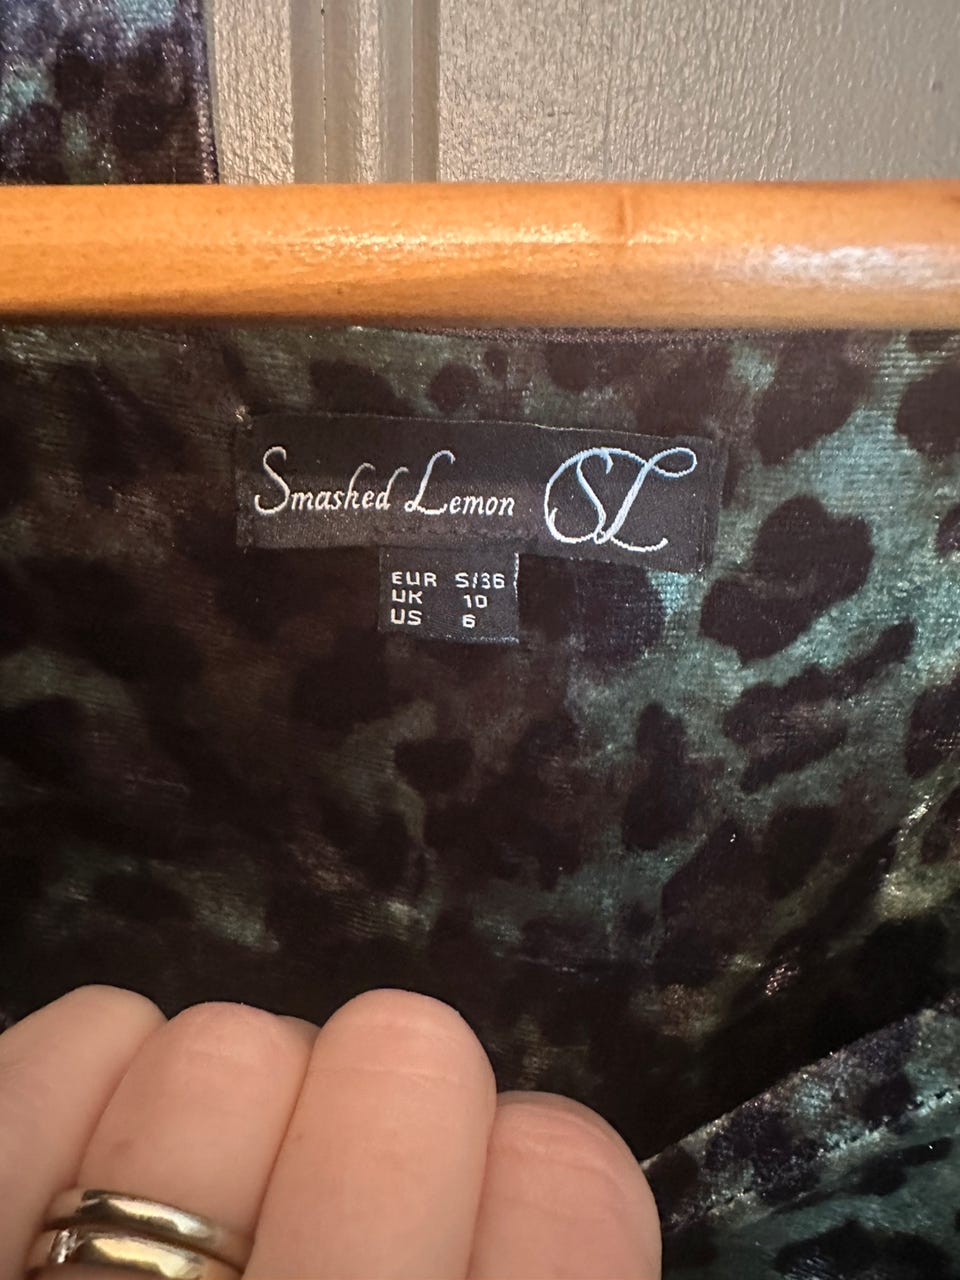 Smashed Lemon SL
EUR S/36
UK 10
US 6